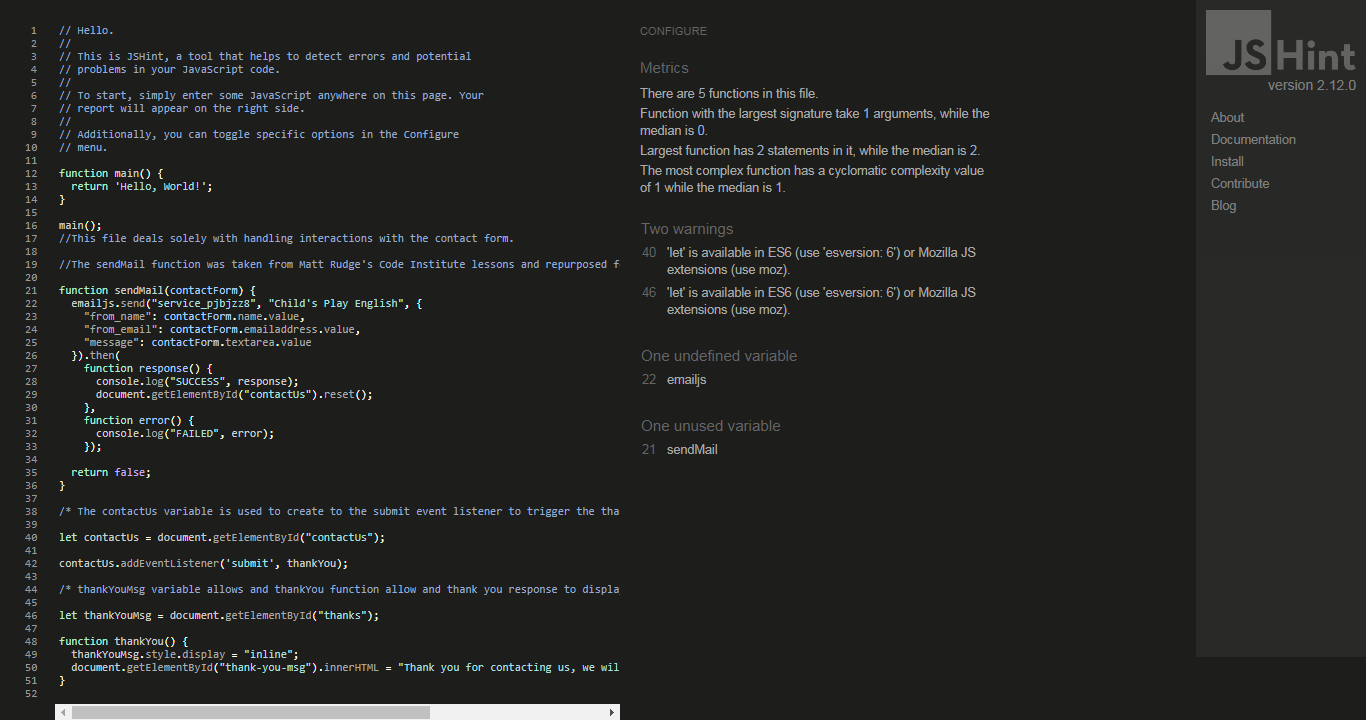 1 // Hello.
2 //
3 // This is JSHint, a tool that helps to detect errors and potential
4 // problems in your JavaScript code.
5 //
6 // To start, simply enter some JavaScript anywhere on this page. Your
7 // report will appear on the right side.
8 //
9 // Additionally, you can toggle specific options in the Configure
10 // menu.
11
12 function main() {
13   return 'Hello, World!';
14 }
15
16 main();
17 //This file deals solely with handling interactions with the contact form.
18
19 //The sendMail function was taken from Matt Rudge's Code Institute lessons and repurposed f
20
21 function sendMail(contactForm) {
22   emailjs.send("service_pjbjzz8", "Child's Play English", {
23     "from_name": contactForm.name.value,
24     "from_email": contactForm.emailaddress.value,
25     "message": contactForm.textarea.value
26   }).then(
27     function response() {
28       console.log("SUCCESS", response);
29       document.getElementById("contactUs").reset();
30     },
31     function error() {
32       console.log("FAILED", error);
33     });
34
35   return false;
36 }
37
38 /* The contactUs variable is used to create to the submit event listener to trigger the tha
39
40 let contactUs = document.getElementById("contactUs");
41
42 contactUs.addEventListener('submit', thankYou);
43
44 /* thankYouMsg variable allows and thankYou function allow and thank you response to displa
45
46 let thankYouMsg = document.getElementById("thanks");
47
48 function thankYou() {
49   thankYouMsg.style.display = "inline";
50   document.getElementById("thank-you-msg").innerHTML = "Thank you for contacting us, we wil
51 }
52
CONFIGURE
Metrics
There are 5 functions in this file.
Function with the largest signature take 1 arguments, while the
median is 0.
Largest function has 2 statements in it, while the median is 2.
The most complex function has a cyclomatic complexity value
of 1 while the median is 1.
Two warnings
40 'let' is available in ES6 (use 'esversion: 6') or Mozilla JS
extensions (use moz).
46 'let' is available in ES6 (use 'esversion: 6') or Mozilla JS
extensions (use moz).
One undefined variable
22 emailjs
One unused variable
21 sendMail
JSHint
version 2.12.0
About
Documentation
Install
Contribute
Blog